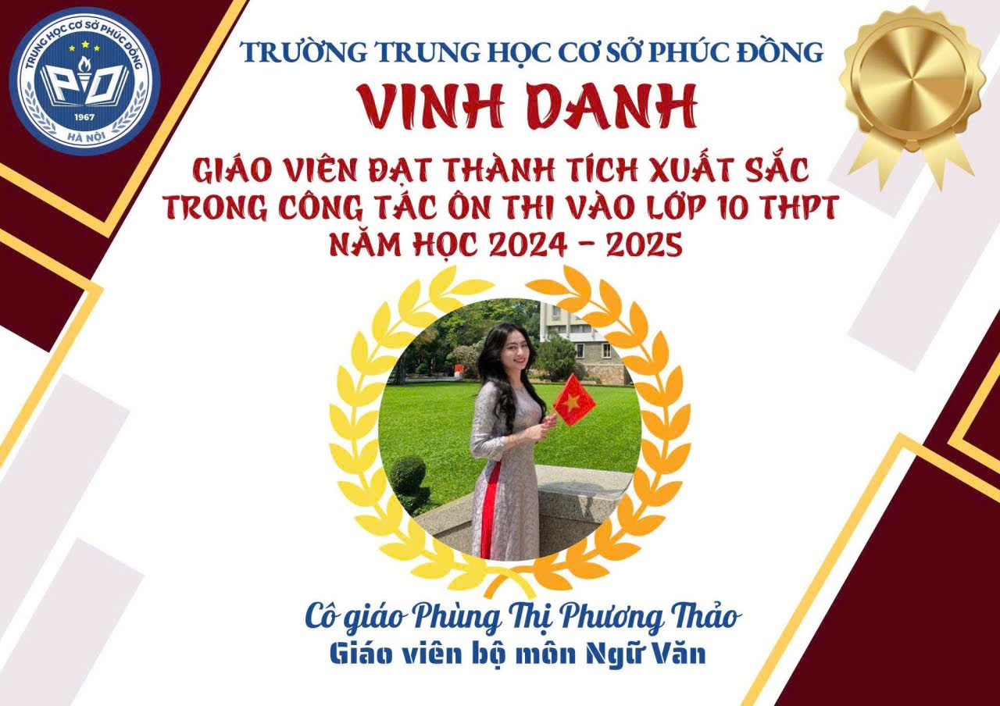 TRUNG HỌC CƠ SỞ PHÚC ĐỒNG
PĐ
1967
HÀ NỘI
TRƯỜNG TRUNG HỌC CƠ SỞ PHÚC ĐỒNG
VINH DANH
GIÁO VIÊN ĐẠT THÀNH TÍCH XUẤT SẮC
TRONG CÔNG TÁC ÔN THI VÀO LỚP 10 THPT
NĂM HỌC 2024 - 2025
Cô giáo Phùng Thị Phương Thảo
Giáo viên bộ môn Ngữ Văn